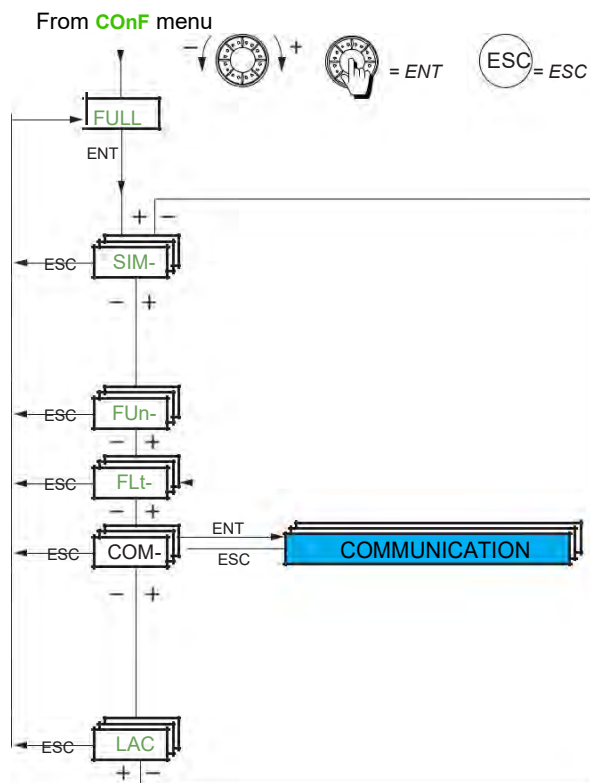 From COnF menu
− + = ENT ESC = ESC
FULL
ENT
+ −
ESC SIM-
− +
ESC FUn-
− +
ESC FLt-
− +
ESC COM- ENT COMMUNICATION
ESC
− +
ESC LAC
+ −